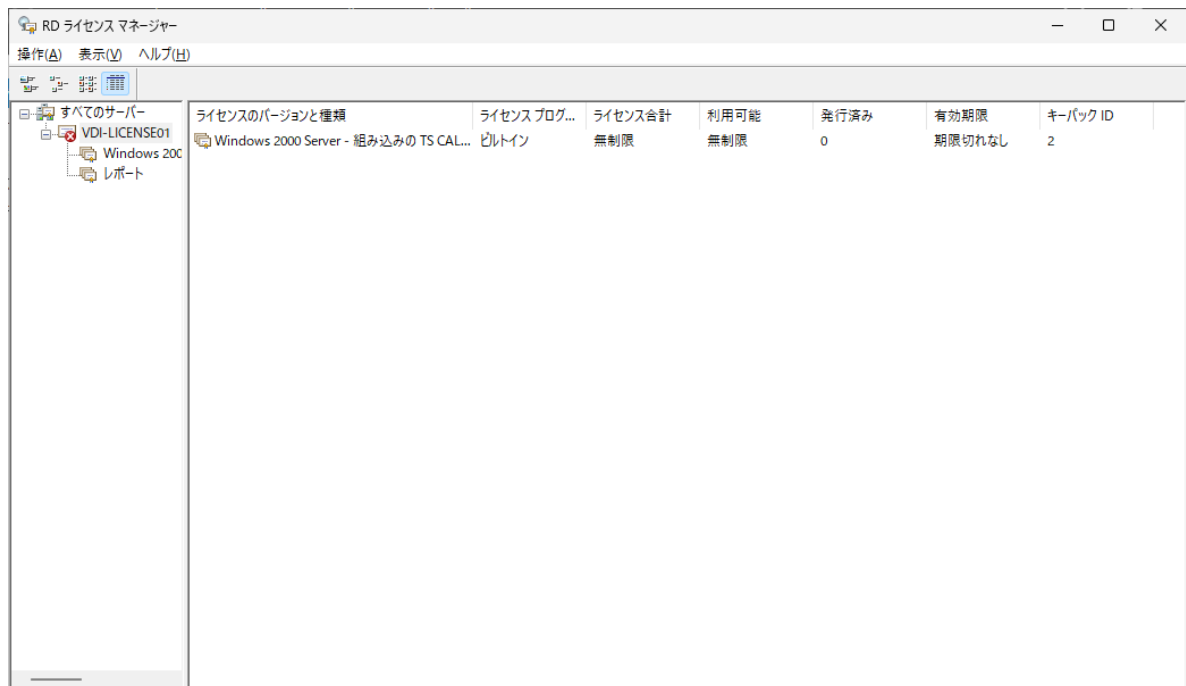 RD ライセンス マネージャー
操作(A) 表示(V) ヘルプ(H)
すべてのサーバー
VDI-LICENSE01
Windows 200
レポート
ライセンスのバージョンと種類 ライセンス プログ... ライセンス合計 利用可能 発行済み 有効期限 キーパック ID
Windows 2000 Server - 組み込みの TS CAL... ビルトイン 無制限 無制限 0 期限切れなし 2